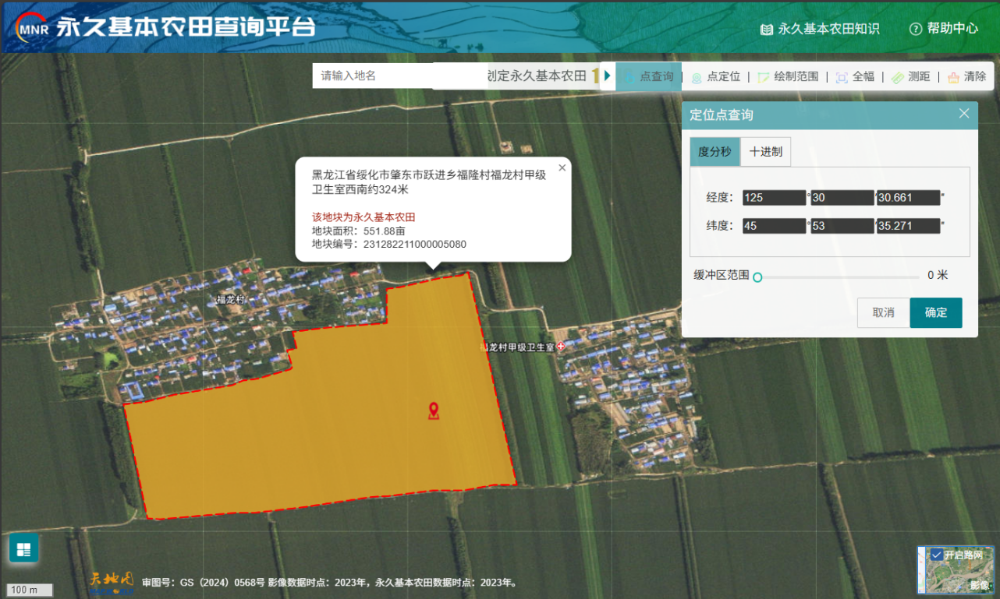 MNR 永久基本农田查询平台
永久基本农田知识
帮助中心
请输入地名
划定永久基本农田
点查询 | 点定位 | 绘制范围 | 全幅 | 测距 | 清除
定位点查询
度分秒 十进制
经度: 125 ° 30 ′ 30.661 ″
纬度: 45 ° 53 ′ 35.271 ″
缓冲区范围 0 米
取消 确定
黑龙江省绥化市肇东市跃进乡福隆村福龙村甲级
卫生室西南约324米
该地块为永久基本农田
地块面积：551.88亩
地块编号：231282211000005080
福龙村
福龙村甲级卫生室
开启路网
影像
100 m
天地图
审图号：GS（2024）0568号 影像数据时点：2023年，永久基本农田数据时点：2023年。